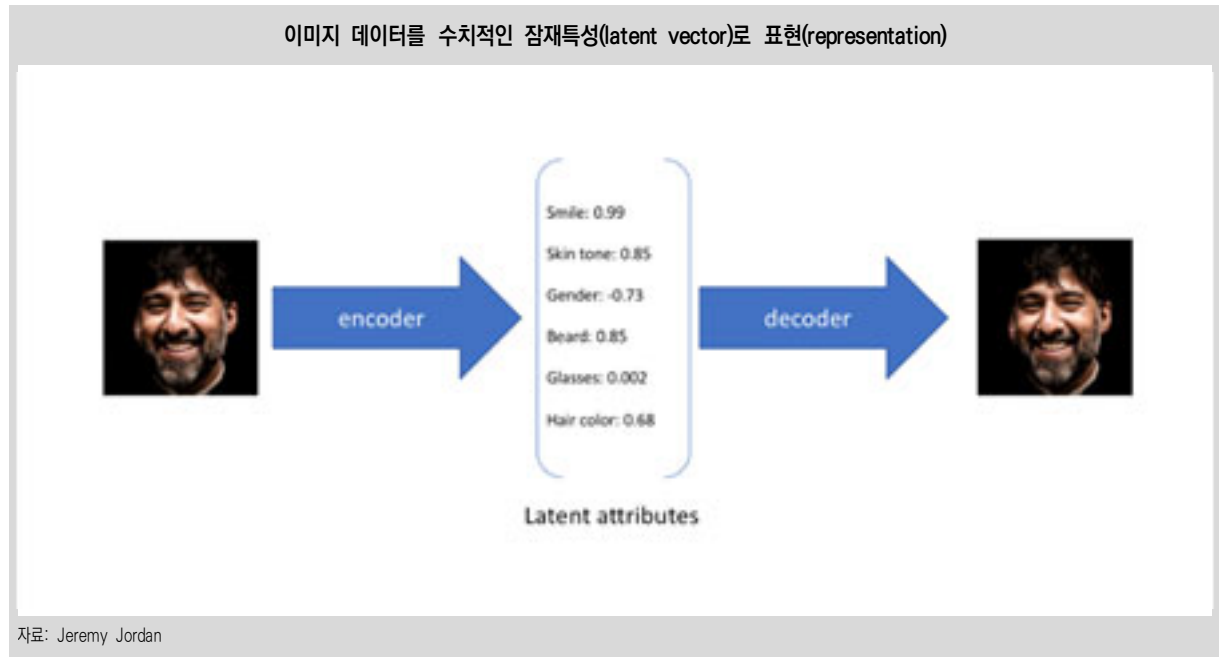 이미지 데이터를 수치적인 잠재특성(latent vector)로 표현(representation)
Smile: 0.99
Skin tone: 0.85
Gender: -0.73
Beard: 0.85
Glasses: 0.002
Hair color: 0.68
encoder
decoder
Latent attributes
자료: Jeremy Jordan